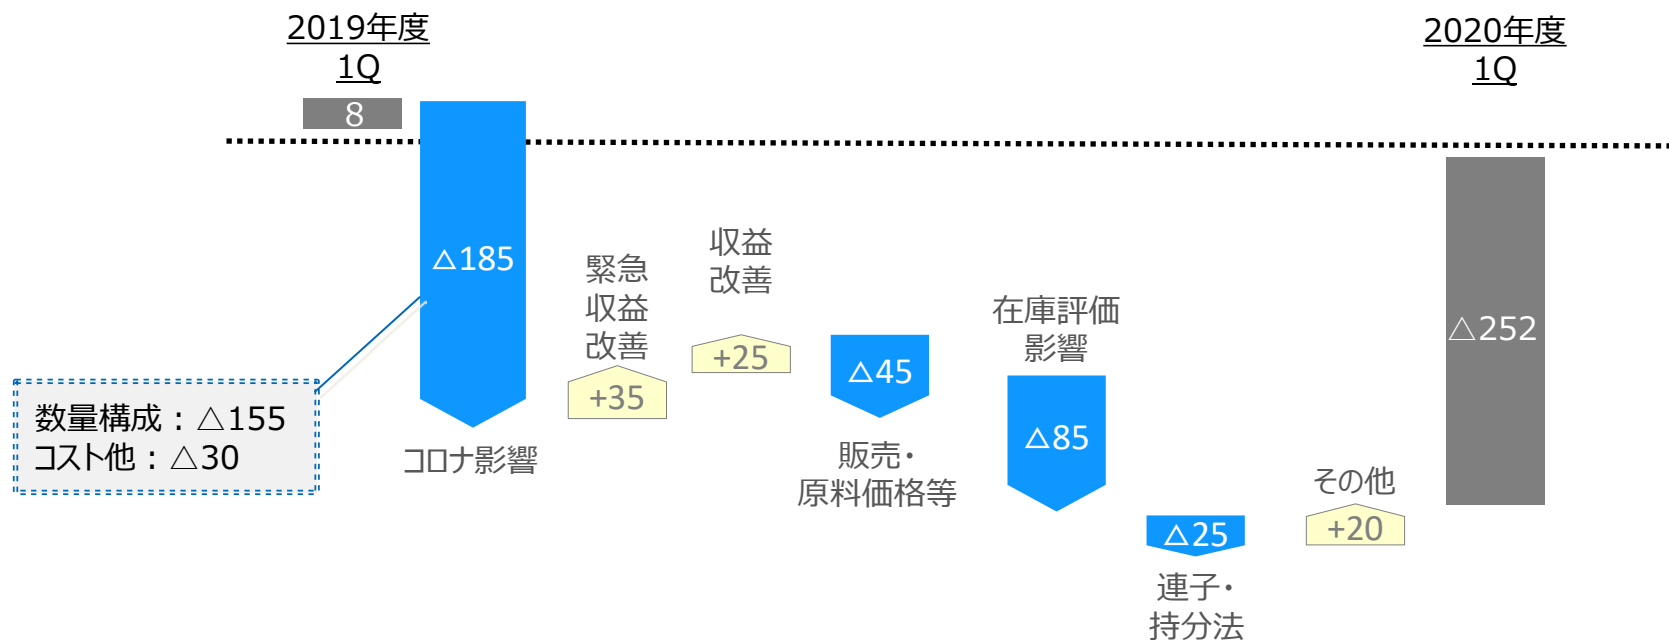 2019年度
1Q
8
2020年度
1Q
△185
コロナ影響
数量構成：△155
コスト他：△30
緊急
収益
改善
+35
収益
改善
+25
△45
販売・
原料価格等
在庫評価
影響
△85
△25
連子・
持分法
その他
+20
△252